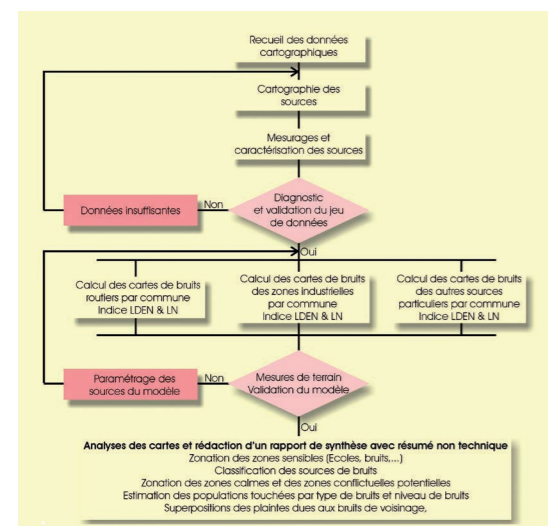 Recueil des données
cartographiques
Cartographie des
sources
Mesurages et
caractérisation des sources
Diagnostic
et validation du jeu
de données
Non
Données insuffisantes
Oui
Calcul des cartes de bruits
routiers par commune
Indice LDEN & LN
Calcul des cartes de bruits
des zones industrielles
par commune
Indice LDEN & LN
Calcul des cartes de bruits
des autres sources
particuliers par commune
Indice LDEN & LN
Mesures de terrain
Validation du modèle
Non
Paramétrage des
sources du modèle
Oui
Analyses des cartes et rédaction d'un rapport de synthèse avec résumé non technique
Zonation des zones sensibles (Ecoles, bruits,...)
Classification des sources de bruits
Zonation des zones calmes et des zones conflictuelles potentielles
Estimation des populations touchées par type de bruits et niveau de bruits
Superpositions des plaintes dues aux bruits de voisinage,